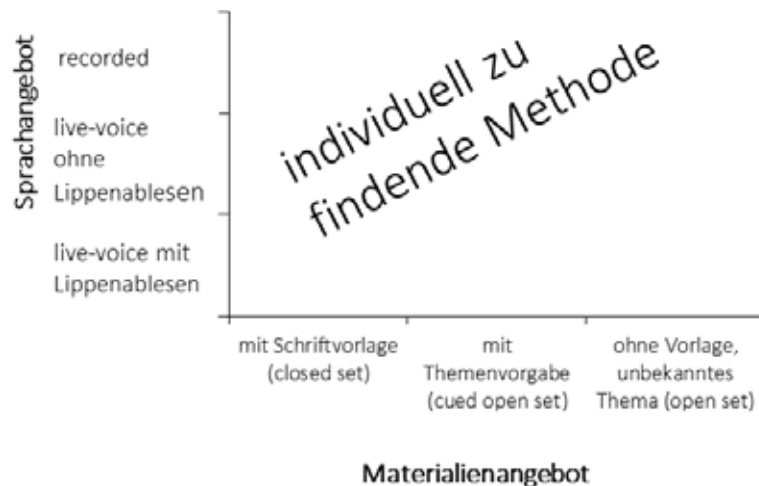 Sprachangebot
recorded
live-voice
ohne
Lippenablesen
live-voice mit
Lippenablesen
individuell zu
findende Methode
mit Schriftvorlage
(closed set)
mit
Themenvorgabe
(cued open set)
ohne Vorlage,
unbekanntes
Thema (open set)
Materialienangebot